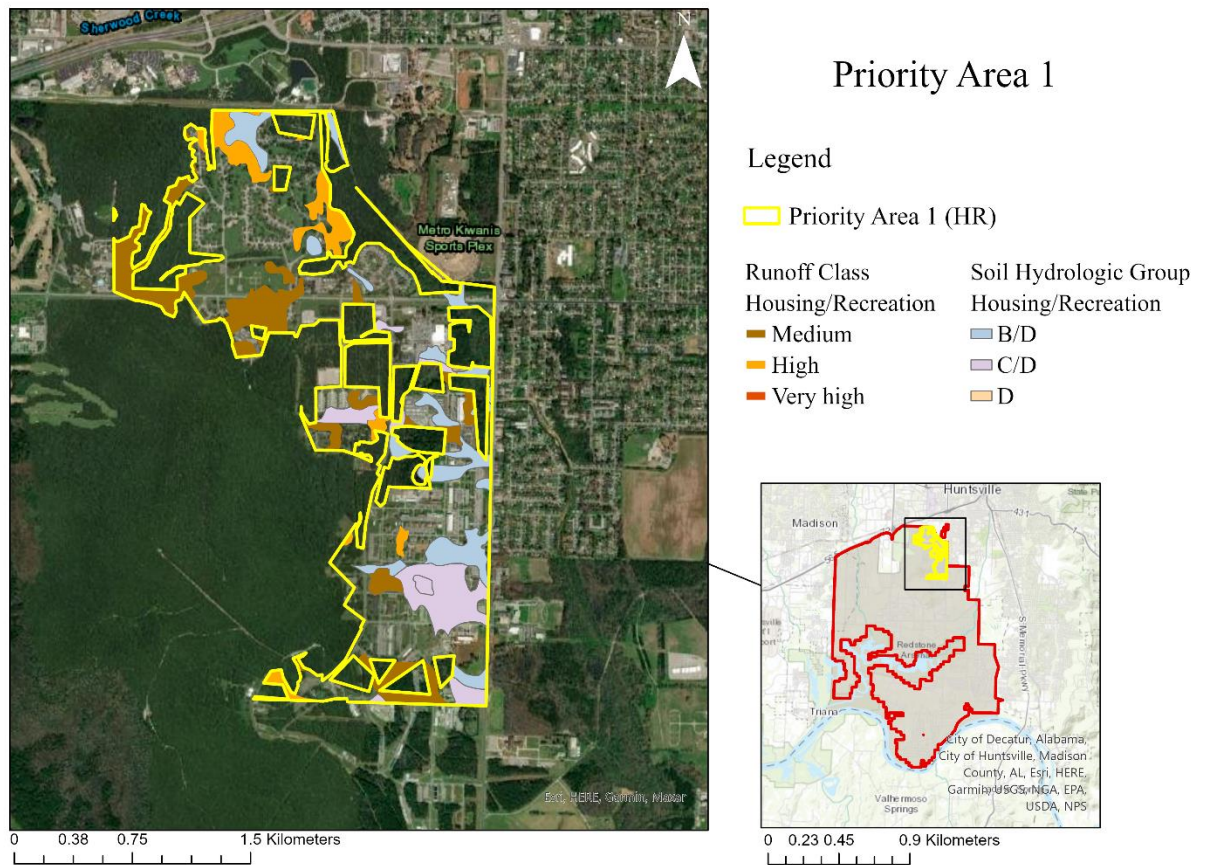 Sherwood Creek
N
Metro Kiwanis
Sports Plex
Esri, HERE, Garmin, Maxar
0 0.38 0.75 1.5 Kilometers
Priority Area 1
Legend
Priority Area 1 (HR)
Runoff Class
Housing/Recreation
Medium
High
Very high
Soil Hydrologic Group
Housing/Recreation
B/D
C/D
D
Huntsville
Madison
431
Redstone
S Memorial Pkwy
Triana
Valhermoso
Springs
City of Decatur, Alabama,
City of Huntsville, Madison
County, AL, Esri, HERE,
Garmin, USGS, NGA, EPA,
USDA, NPS
0 0.23 0.45 0.9 Kilometers